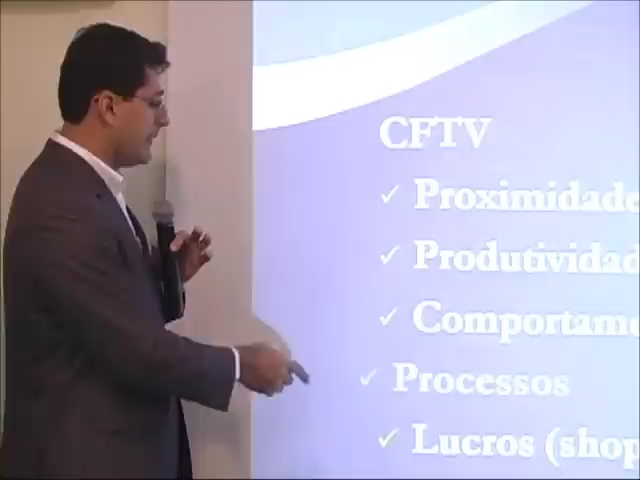 CFTV
✓ Proximidade
✓ Produtividad
✓ Comportame
✓ Processos
✓ Lucros (shop